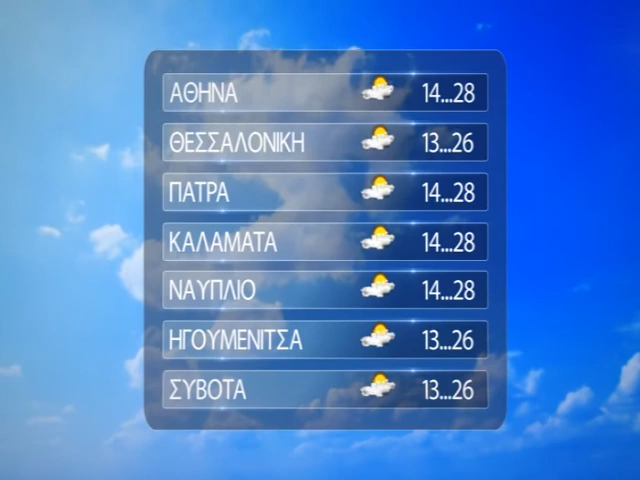 ΑΘΗΝΑ 14...28
ΘΕΣΣΑΛΟΝΙΚΗ 13...26
ΠΑΤΡΑ 14...28
ΚΑΛΑΜΑΤΑ 14...28
ΝΑΥΠΛΙΟ 14...28
ΗΓΟΥΜΕΝΙΤΣΑ 13...26
ΣΥΒΟΤΑ 13...26